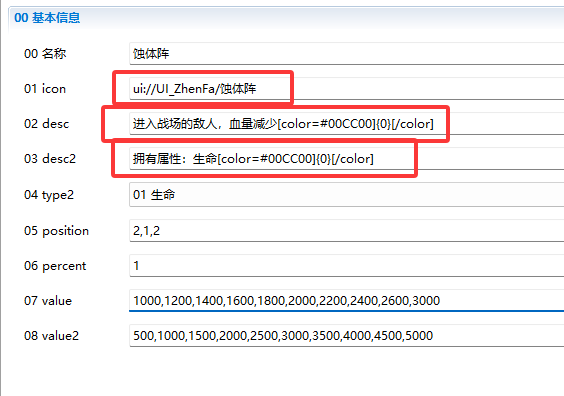 00 基本信息
00 名称 蚀体阵
01 icon ui://UI_ZhenFa/蚀体阵
02 desc 进入战场的敌人，血量减少[color=#00CC00]{0}[/color]
03 desc2 拥有属性：生命[color=#00CC00]{0}[/color]
04 type2 01 生命
05 position 2,1,2
06 percent 1
07 value 1000,1200,1400,1600,1800,2000,2200,2400,2600,3000
08 value2 500,1000,1500,2000,2500,3000,3500,4000,4500,5000